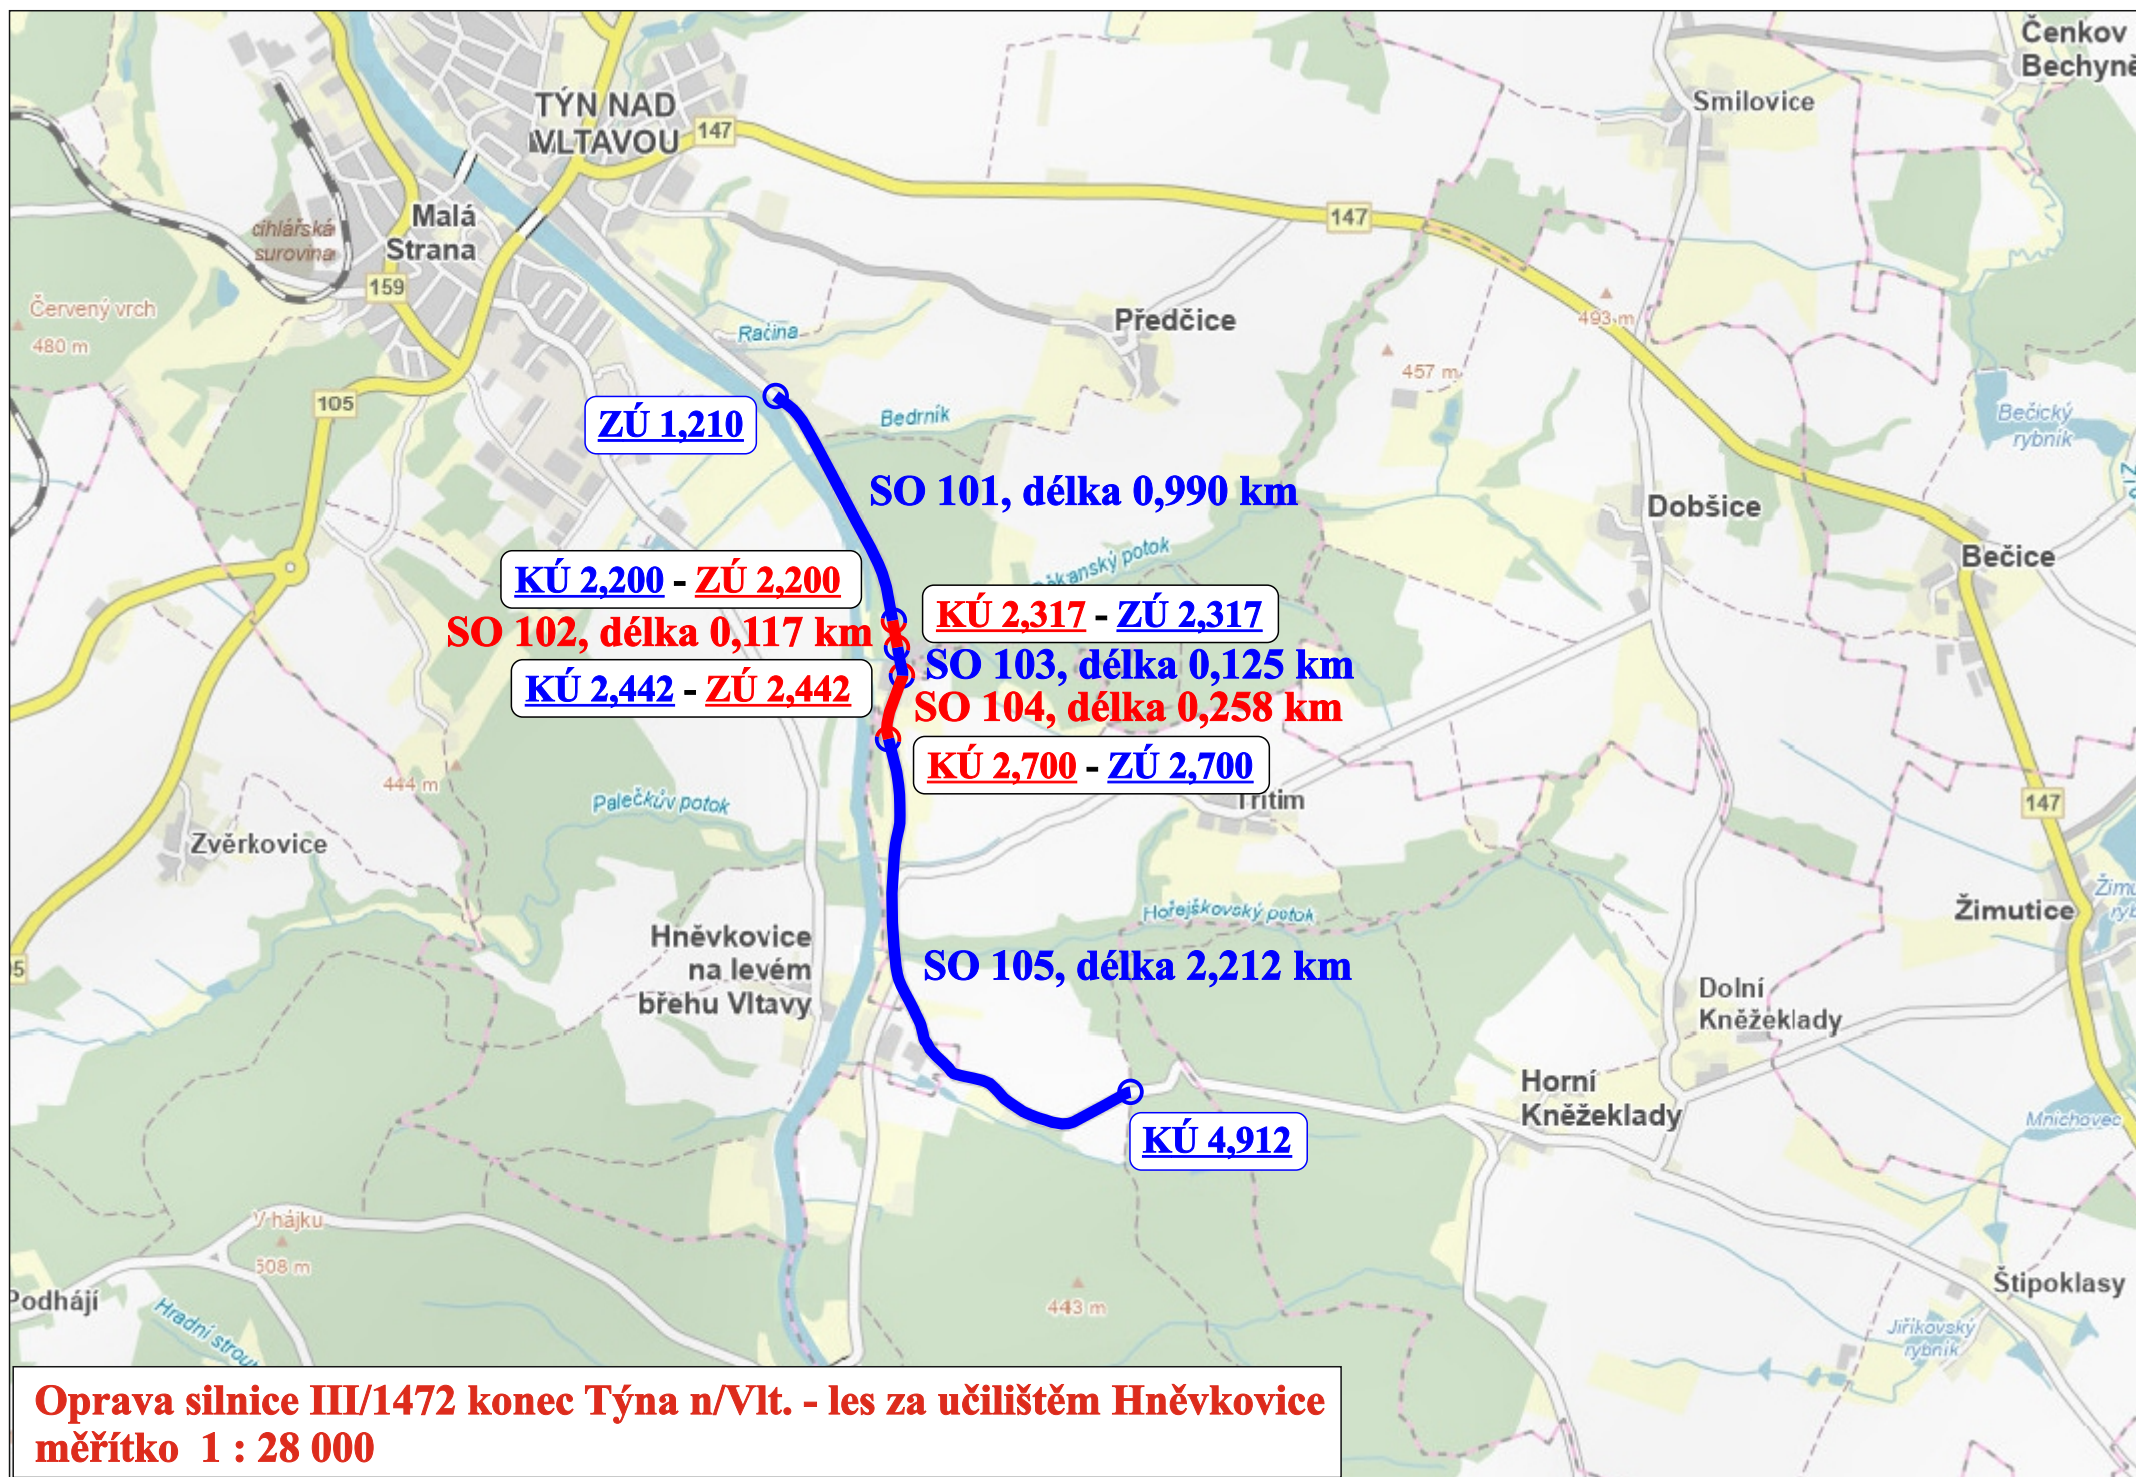 Čenkov
Bechyně
Smilovice
TÝN NAD
VLTAVOU
147
Malá
Strana
cihlářská
surovina
147
159
Červený vrch
480 m
Račina
Předčice
493 m
457 m
105
ZÚ 1,210
Bedrník
Bečický
rybník
SO 101, délka 0,990 km
Dobšice
Bečice
KÚ 2,200 - ZÚ 2,200
potok
KÚ 2,317 - ZÚ 2,317
SO 102, délka 0,117 km
SO 103, délka 0,125 km
KÚ 2,442 - ZÚ 2,442
SO 104, délka 0,258 km
KÚ 2,700 - ZÚ 2,700
444 m
Palečkův potok
Třitim
147
Zvěrkovice
Žimutice
Hořejškovský potok
Hněvkovice
na levém
břehu Vltavy
SO 105, délka 2,212 km
Dolní
Kněžeklady
Horní
Kněžeklady
Mnichovec
KÚ 4,912
V hájku
508 m
Podhájí
Hradní
443 m
Štipoklasy
Jiříkovský
rybník
Oprava silnice III/1472 konec Týna n/Vlt. - les za učilištěm Hněvkovice
měřítko 1 : 28 000